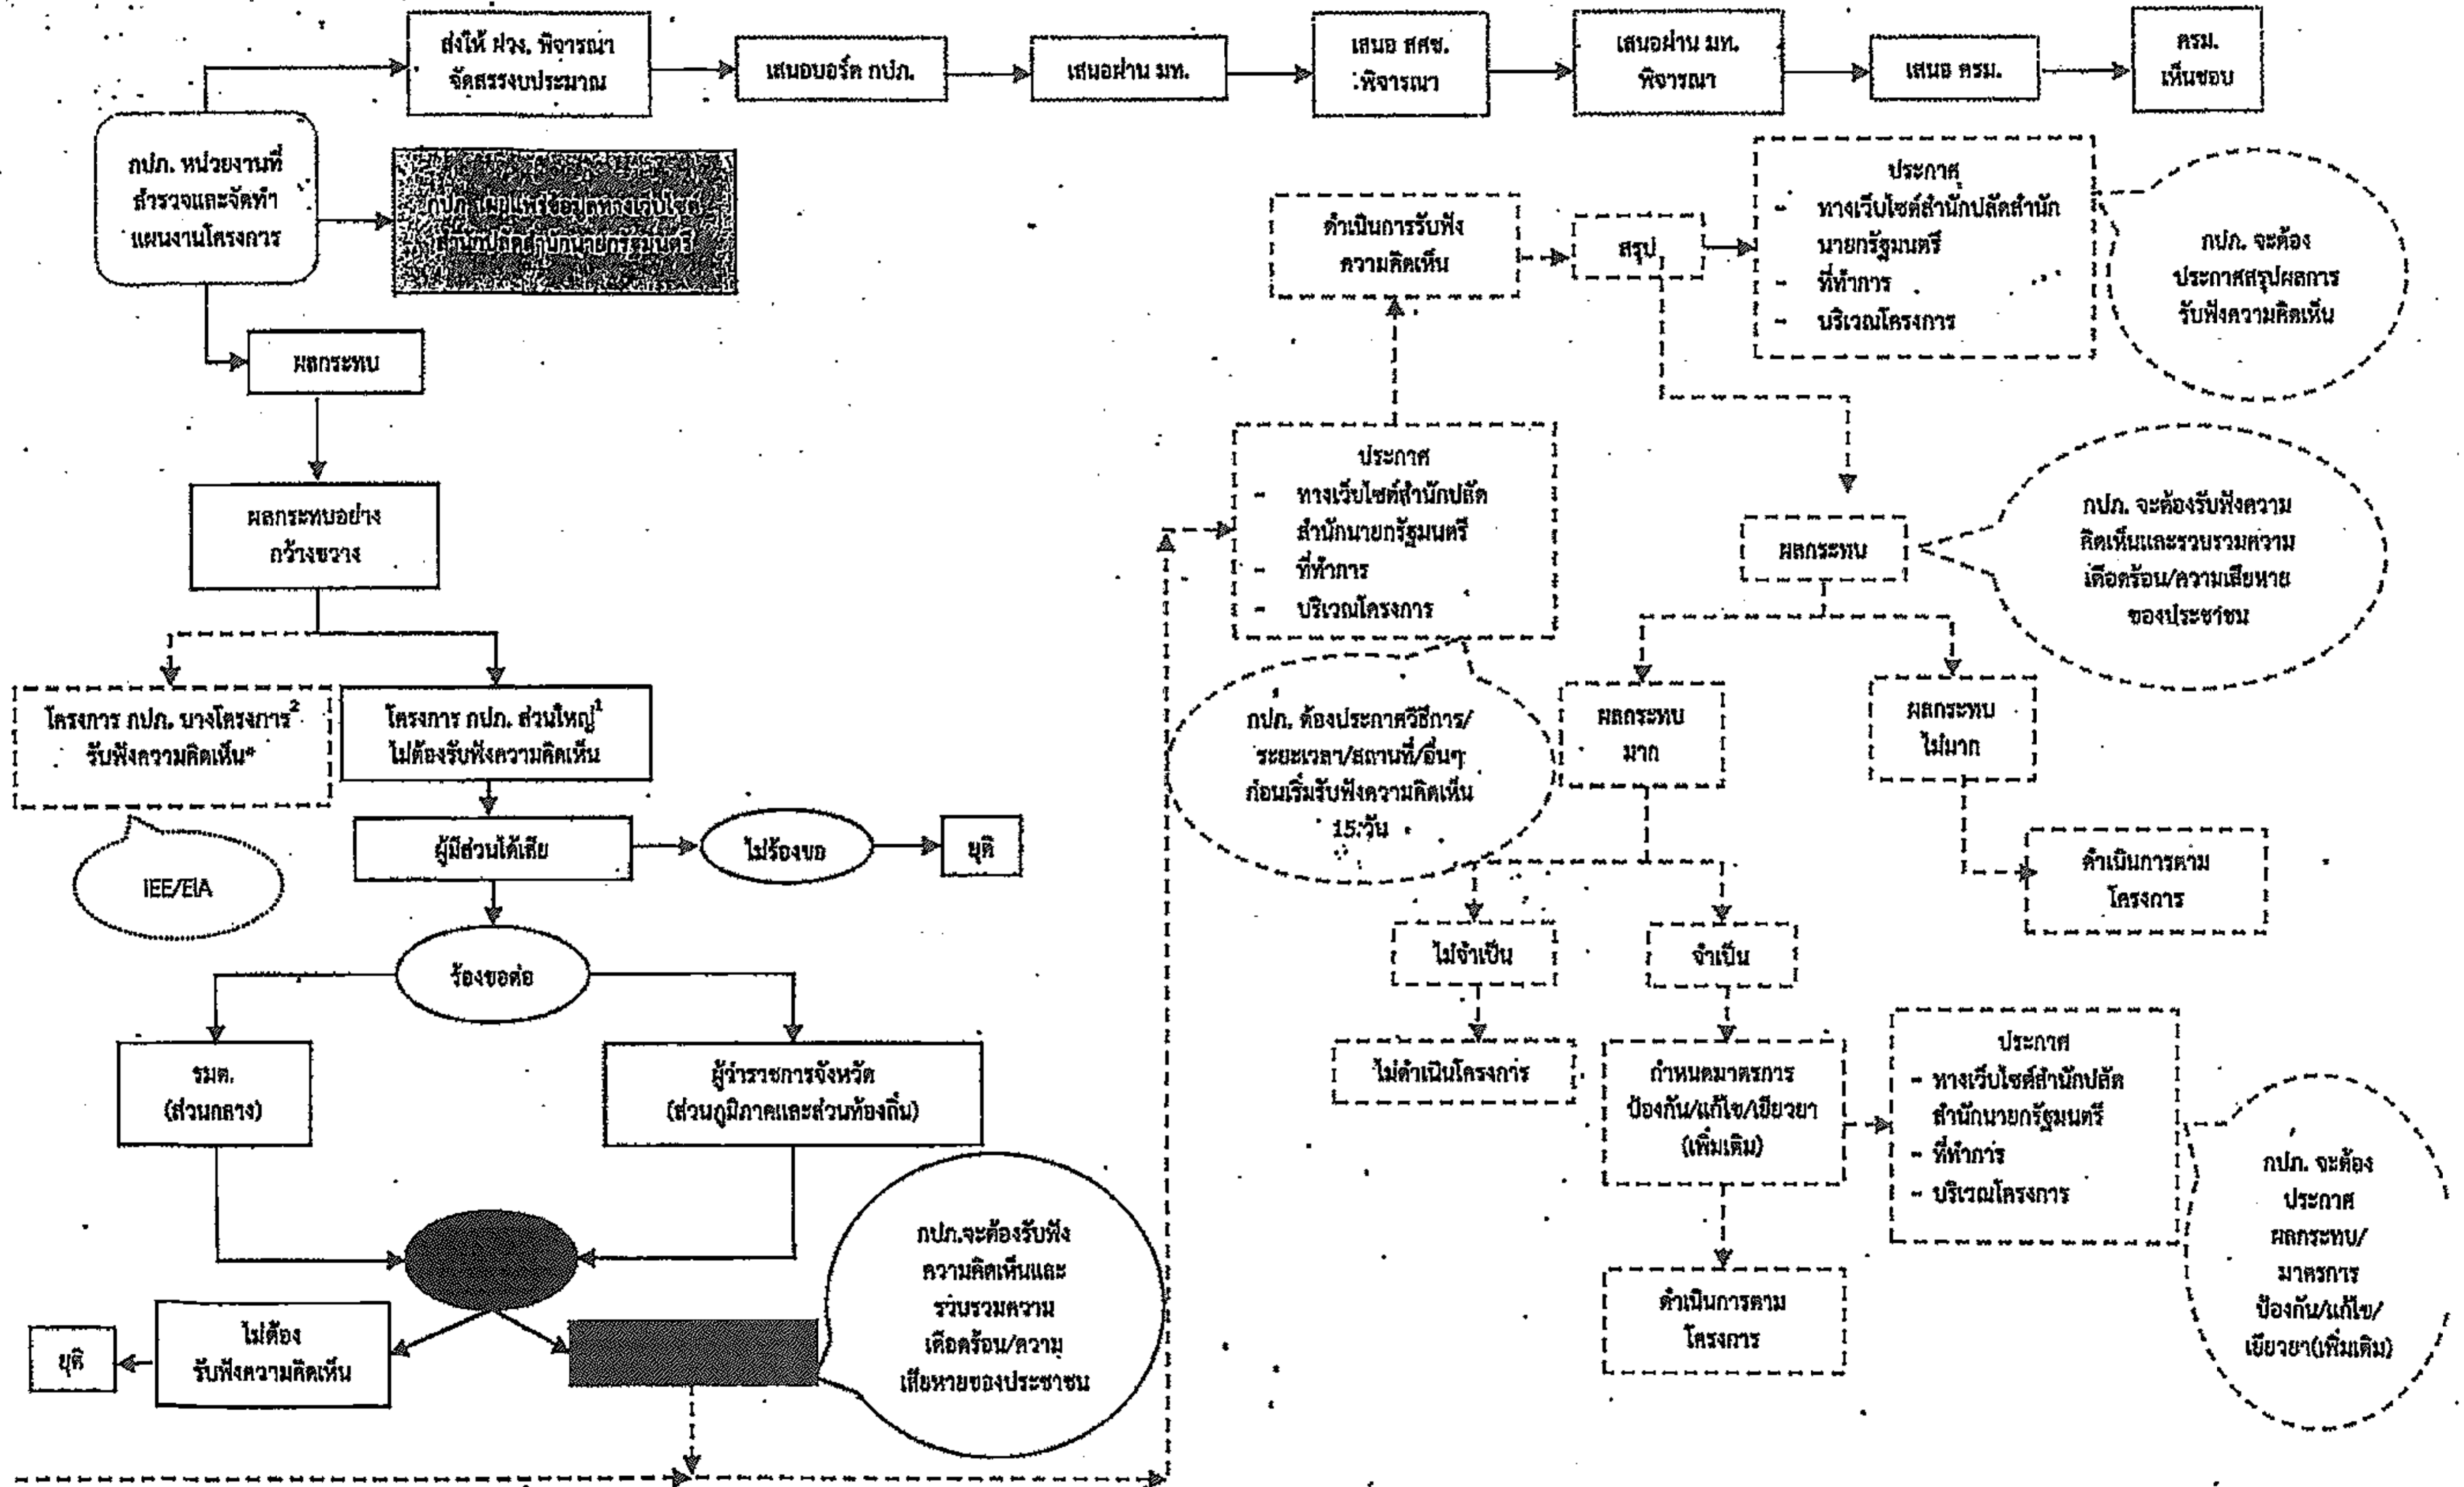 ส่งให้ ฝวง. พิจารณา
จัดสรรงบประมาณ
เสนอบอร์ด กปภ.
เสนอผ่าน มท.
เสนอ สศช.
พิจารณา
เสนอผ่าน มท.
พิจารณา
เสนอ ครม.
ครม.
เห็นชอบ
กปภ. หน่วยงานที่
สำรวจและจัดทำ
แผนงานโครงการ
กปภ.เผยแพร่ข้อมูลทางเว็บไซต์
สำนักปลัดสำนักนายกรัฐมนตรี
ดำเนินการรับฟัง
ความคิดเห็น
สรุป
ประกาศ
- ทางเว็บไซต์สำนักปลัดสำนัก
นายกรัฐมนตรี
- ที่ทำการ
- บริเวณโครงการ
กปภ. จะต้อง
ประกาศสรุปผลการ
รับฟังความคิดเห็น
ผลกระทบ
ผลกระทบอย่าง
กว้างขวาง
ประกาศ
- ทางเว็บไซต์สำนักปลัด
สำนักนายกรัฐมนตรี
- ที่ทำการ
- บริเวณโครงการ
ผลกระทบ
กปภ. จะต้องรับฟังความ
คิดเห็นและรวบรวมความ
เดือดร้อน/ความเสียหาย
ของประชาชน
โครงการ กปภ. บางโครงการ²
รับฟังความคิดเห็น*
โครงการ กปภ. ส่วนใหญ่¹
ไม่ต้องรับฟังความคิดเห็น
กปภ. ต้องประกาศวิธีการ/
ระยะเวลา/สถานที่/อื่นๆ
ก่อนเริ่มรับฟังความคิดเห็น
15 วัน
ผลกระทบ
มาก
ผลกระทบ
ไม่มาก
IEE/EIA
ผู้มีส่วนได้เสีย
ไม่ร้องขอ
ยุติ
ดำเนินการตาม
โครงการ
ร้องขอต่อ
ไม่จำเป็น
จำเป็น
รมต.
(ส่วนกลาง)
ผู้ว่าราชการจังหวัด
(ส่วนภูมิภาคและส่วนท้องถิ่น)
ไม่ดำเนินโครงการ
กำหนดมาตรการ
ป้องกัน/แก้ไข/เยียวยา
(เพิ่มเติม)
ประกาศ
- ทางเว็บไซต์สำนักปลัด
สำนักนายกรัฐมนตรี
- ที่ทำการ
- บริเวณโครงการ
กปภ. จะต้อง
ประกาศ
ผลกระทบ/
มาตรการ
ป้องกัน/แก้ไข/
เยียวยา(เพิ่มเติม)
กปภ.จะต้องรับฟัง
ความคิดเห็นและ
รวบรวมความ
เดือดร้อน/ความ
เสียหายของประชาชน
ยุติ
ไม่ต้อง
รับฟังความคิดเห็น
ดำเนินการตาม
โครงการ